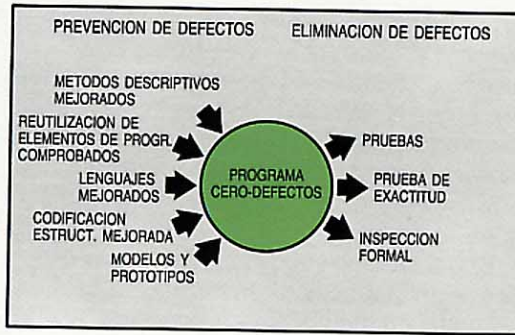 PREVENCION DE DEFECTOS
ELIMINACION DE DEFECTOS
METODOS DESCRIPTIVOS
MEJORADOS
REUTILIZACION DE
ELEMENTOS DE PROGR.
COMPROBADOS
LENGUAJES
MEJORADOS
CODIFICACION
ESTRUCT. MEJORADA
MODELOS Y
PROTOTIPOS
PROGRAMA
CERO-DEFECTOS
PRUEBAS
PRUEBA DE
EXACTITUD
INSPECCION
FORMAL